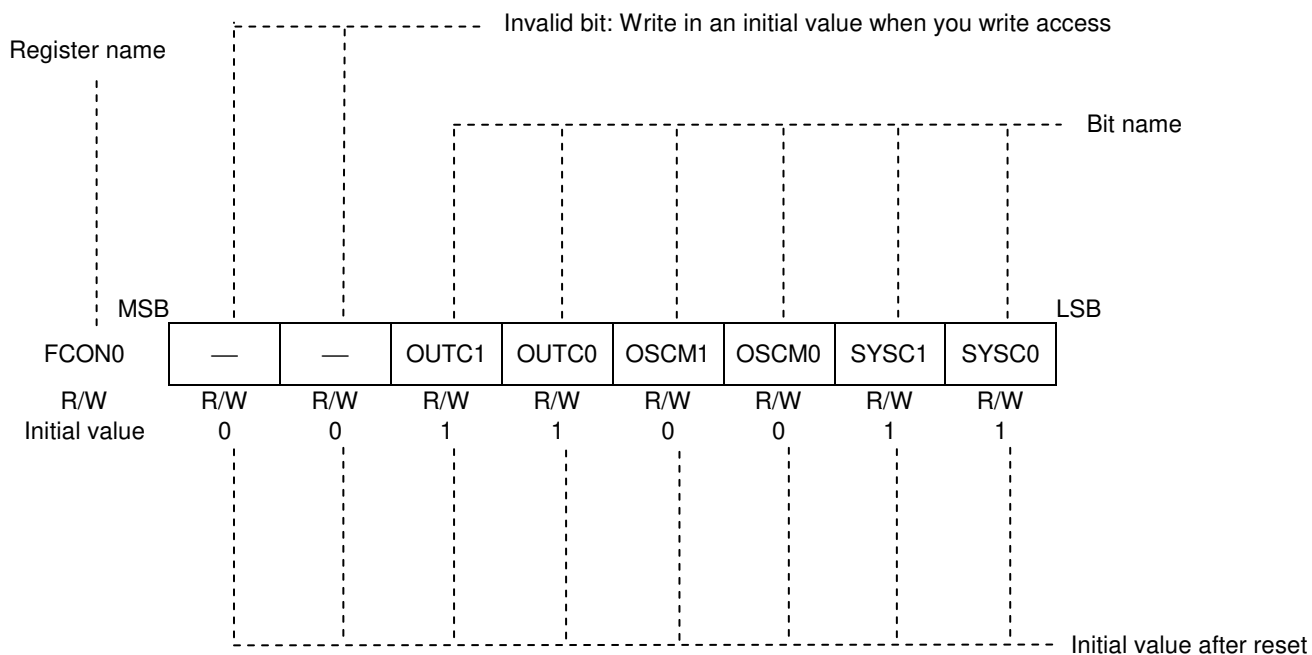 Invalid bit: Write in an initial value when you write access
Register name
Bit name
MSB LSB
FCON0 — — OUTC1 OUTC0 OSCM1 OSCM0 SYSC1 SYSC0
R/W R/W R/W R/W R/W R/W R/W R/W R/W
Initial value 0 0 1 1 0 0 1 1
Initial value after reset